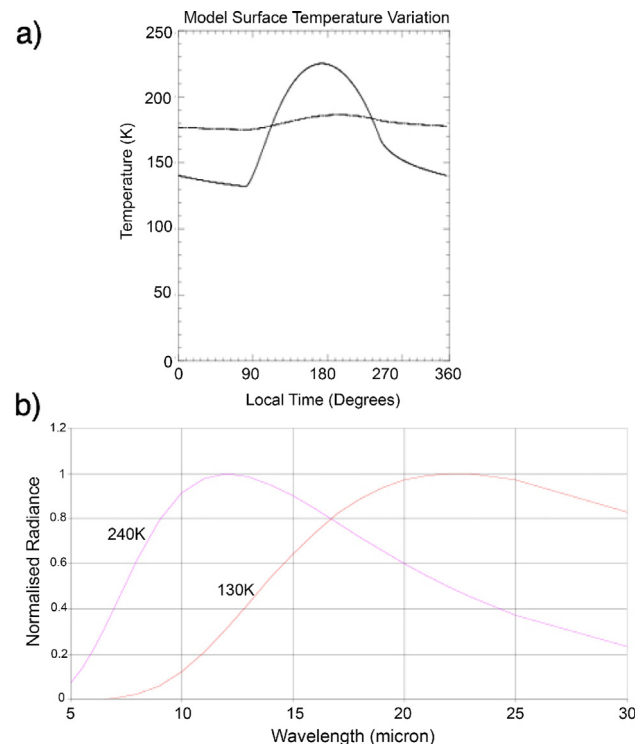 Model Surface Temperature Variation
a)
250
200
150
100
50
0
Temperature (K)
0 90 180 270 360
Local Time (Degrees)
b)
1.2
1
0.8
0.6
0.4
0.2
0
Normalised Radiance
240K
130K
5 10 15 20 25 30
Wavelength (micron)